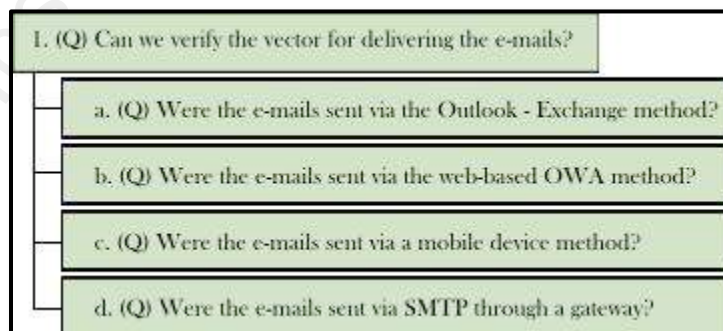 1. (Q) Can we verify the vector for delivering the e-mails?
a. (Q) Were the e-mails sent via the Outlook - Exchange method?
b. (Q) Were the e-mails sent via the web-based OWA method?
c. (Q) Were the e-mails sent via a mobile device method?
d. (Q) Were the e-mails sent via SMTP through a gateway?